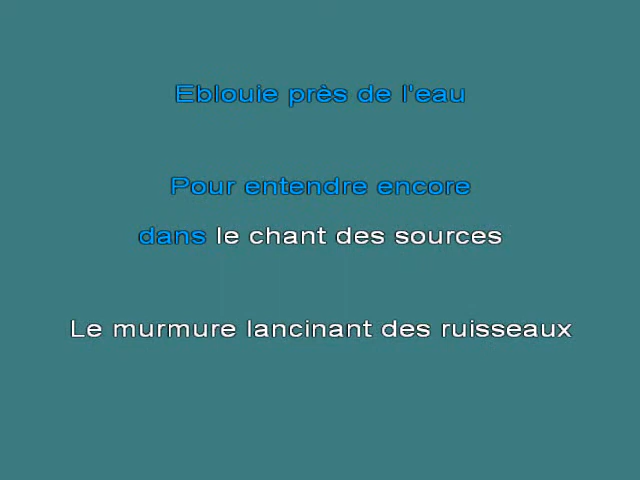 Eblouie près de l'eau
Pour entendre encore
dans le chant des sources
Le murmure lancinant des ruisseaux